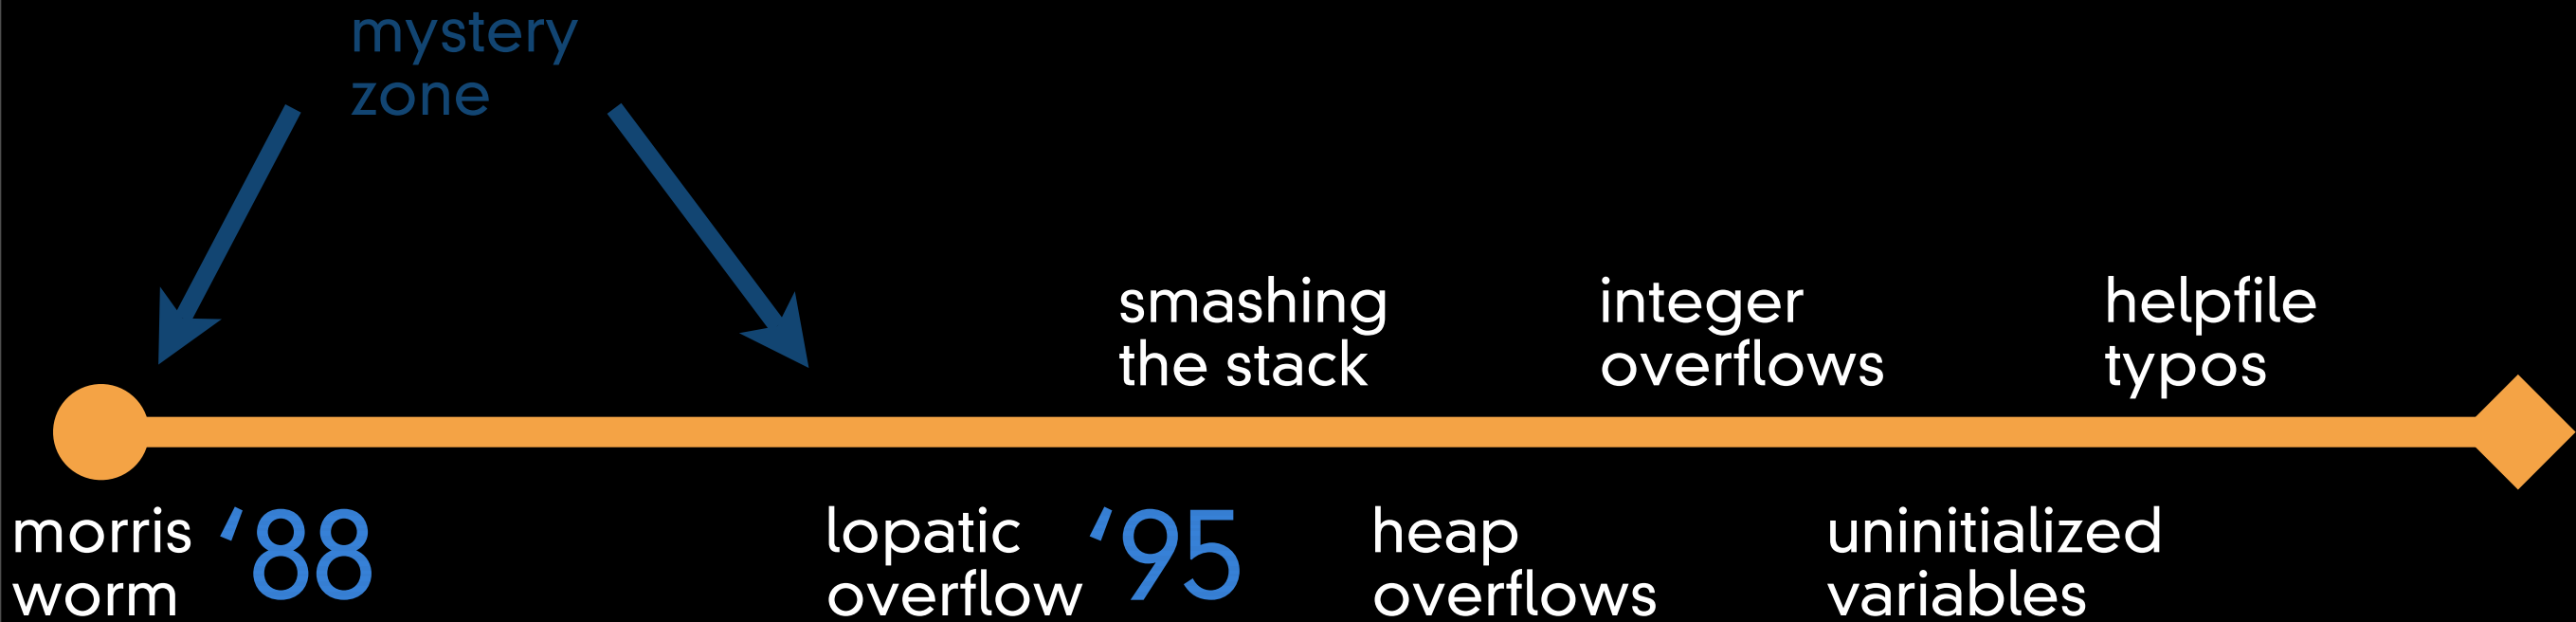 mystery
zone
smashing
the stack
integer
overflows
helpfile
typos
morris
worm
‘88
lopatic
overflow
‘95
heap
overflows
uninitialized
variables